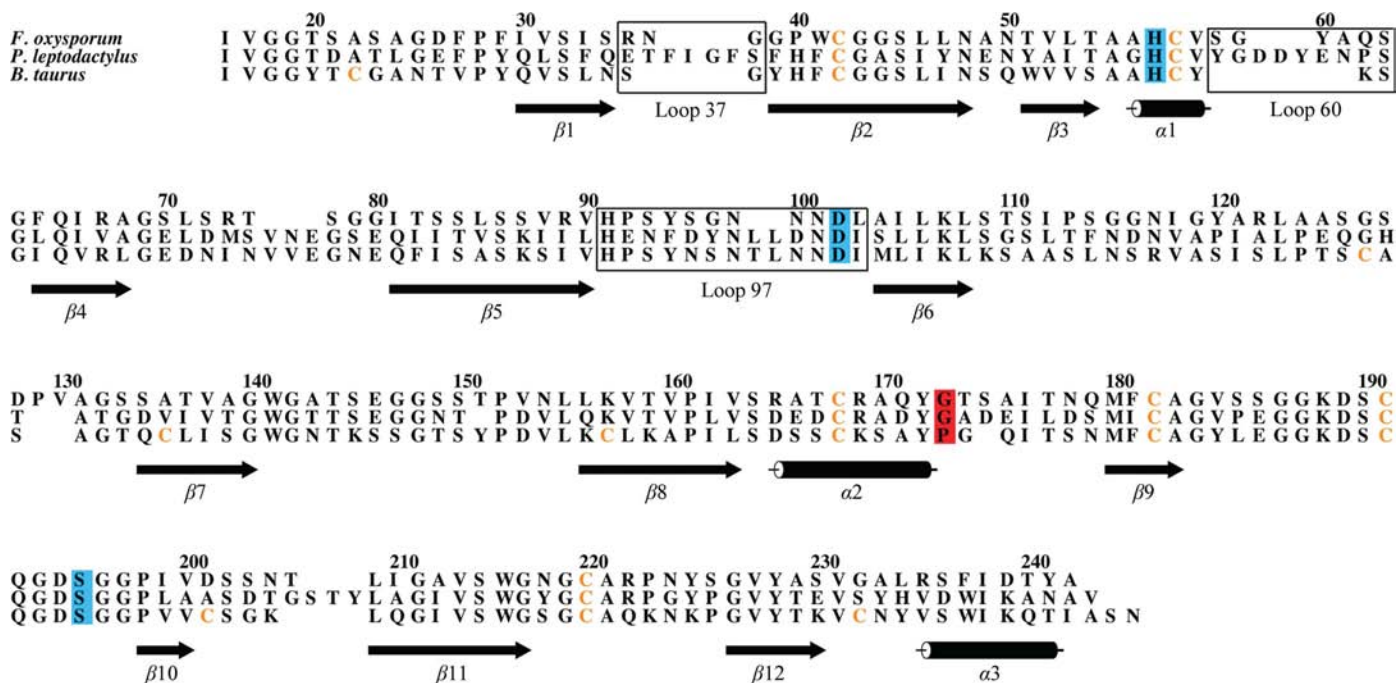 20 30 40 50 60
F. oxysporum I V G G T S A S A G D F P F I V S I S R N G G P W C G G S L L N A N T V L T A A H C V S G Y A Q S
P. leptodactylus I V G G T D A T L G E F P Y Q L S F Q E T F I G F S F H F C G A S I Y N E N Y A I T A G H C V Y G D D Y E N P S
B. taurus I V G G Y T C G A N T V P Y Q V S L N S G Y H F C G G S L I N S Q W V V S A A H C Y K S
Loop 37 Loop 60
β1 β2 β3 α1
70 80 90 100 110 120
G F Q I R A G S L S R T S G G I T S S L S S V R V H P S Y S G N N N D L A I L K L S T S I P S G G N I G Y A R L A A S G S
G L Q I V A G E L D M S V N E G S E Q I I T V S K I I L H E N F D Y N L L D N D I S L L K L S G S L T F N D N V A P I A L P E Q G H
G I Q V R L G E D N I N V V E G N E Q F I S A S K S I V H P S Y N S N T L N N D I M L I K L K S A A S L N S R V A S I S L P T S C A
Loop 97
β4 β5 β6
130 140 150 160 170 180 190
D P V A G S S A T V A G W G A T S E G G S S T P V N L L K V T V P I V S R A T C R A Q Y G T S A I T N Q M F C A G V S S G G K D S C
T A T G D V I V T G W G T T S E G G N T P D V L Q K V T V P L V S D E D C R A D Y G A D E I L D S M I C A G V P E G G K D S C
S A G T Q C L I S G W G N T K S S G T S Y P D V L K C L K A P I L S D S S C K S A Y P G Q I T S N M F C A G Y L E G G K D S C
β7 β8 α2 β9
200 210 220 230 240
Q G D S G G P I V D S S N T L I G A V S W G N G C A R P N Y S G V Y A S V G A L R S F I D T Y A
Q G D S G G P L A A S D T G S T Y L A G I V S W G Y G C A R P G Y P G V Y T E V S Y H V D W I K A N A V
Q G D S G G P V V C S G K L Q G I V S W G S G C A Q K N K P G V Y T K V C N Y V S W I K Q T I A S N
β10 β11 β12 α3